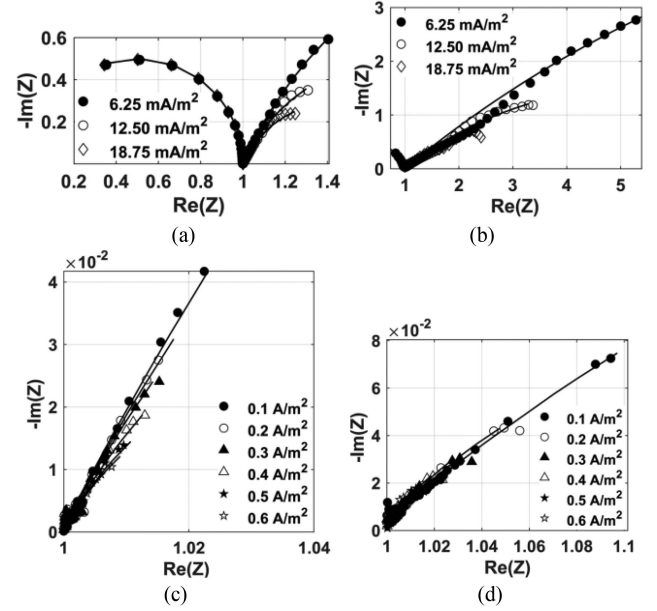 0.6
0.4
0.2
-Im(Z)
6.25 mA/m²
12.50 mA/m²
18.75 mA/m²
0.2 0.4 0.6 0.8 1 1.2 1.4
Re(Z)
(a)
3
2
1
0
-Im(Z)
6.25 mA/m²
12.50 mA/m²
18.75 mA/m²
1 2 3 4 5
Re(Z)
(b)
×10⁻²
4
3
2
1
0
-Im(Z)
0.1 A/m²
0.2 A/m²
0.3 A/m²
0.4 A/m²
0.5 A/m²
0.6 A/m²
1 1.02 1.04
Re(Z)
(c)
×10⁻²
8
6
4
2
0
-Im(Z)
0.1 A/m²
0.2 A/m²
0.3 A/m²
0.4 A/m²
0.5 A/m²
0.6 A/m²
1 1.02 1.04 1.06 1.08 1.1
Re(Z)
(d)